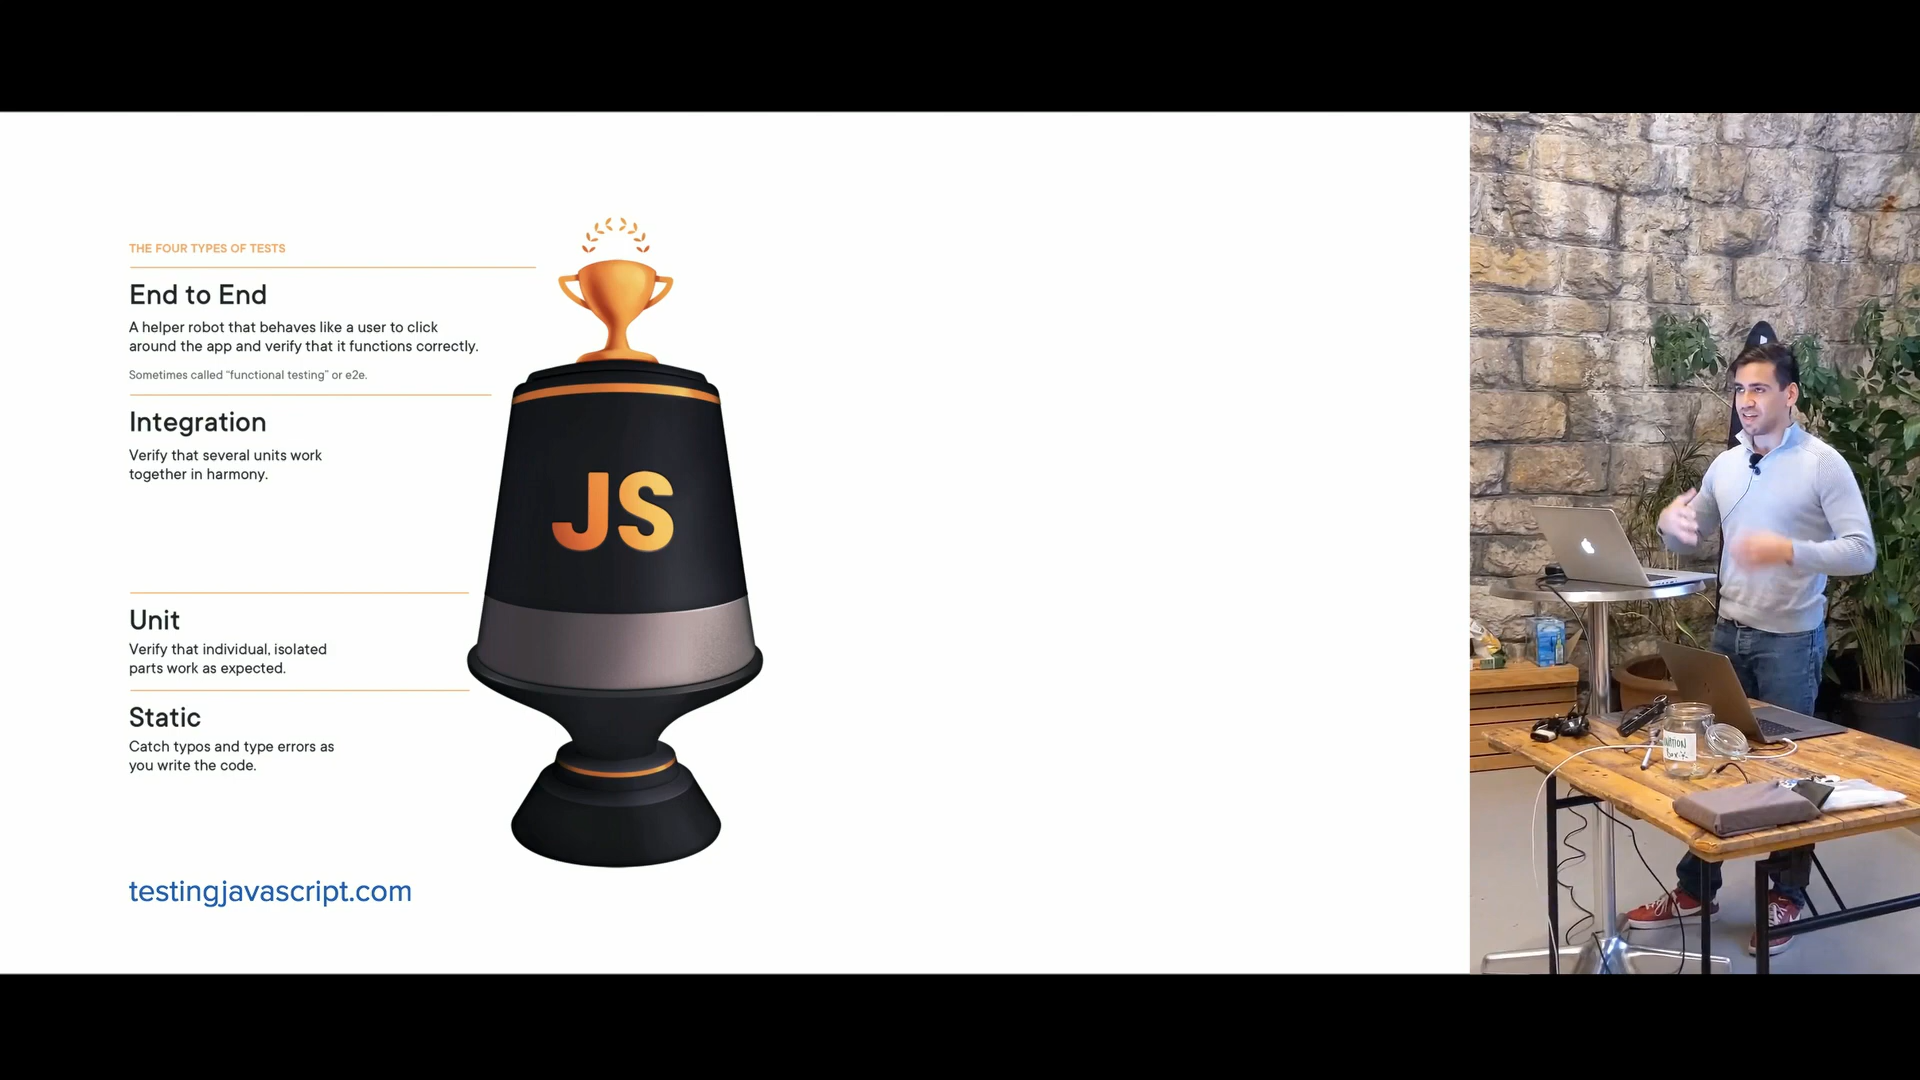 THE FOUR TYPES OF TESTS
End to End
A helper robot that behaves like a user to click
around the app and verify that it functions correctly.
Sometimes called “functional testing” or e2e.
Integration
Verify that several units work
together in harmony.
JS
Unit
Verify that individual, isolated
parts work as expected.
Static
Catch typos and type errors as
you write the code.
testingjavascript.com